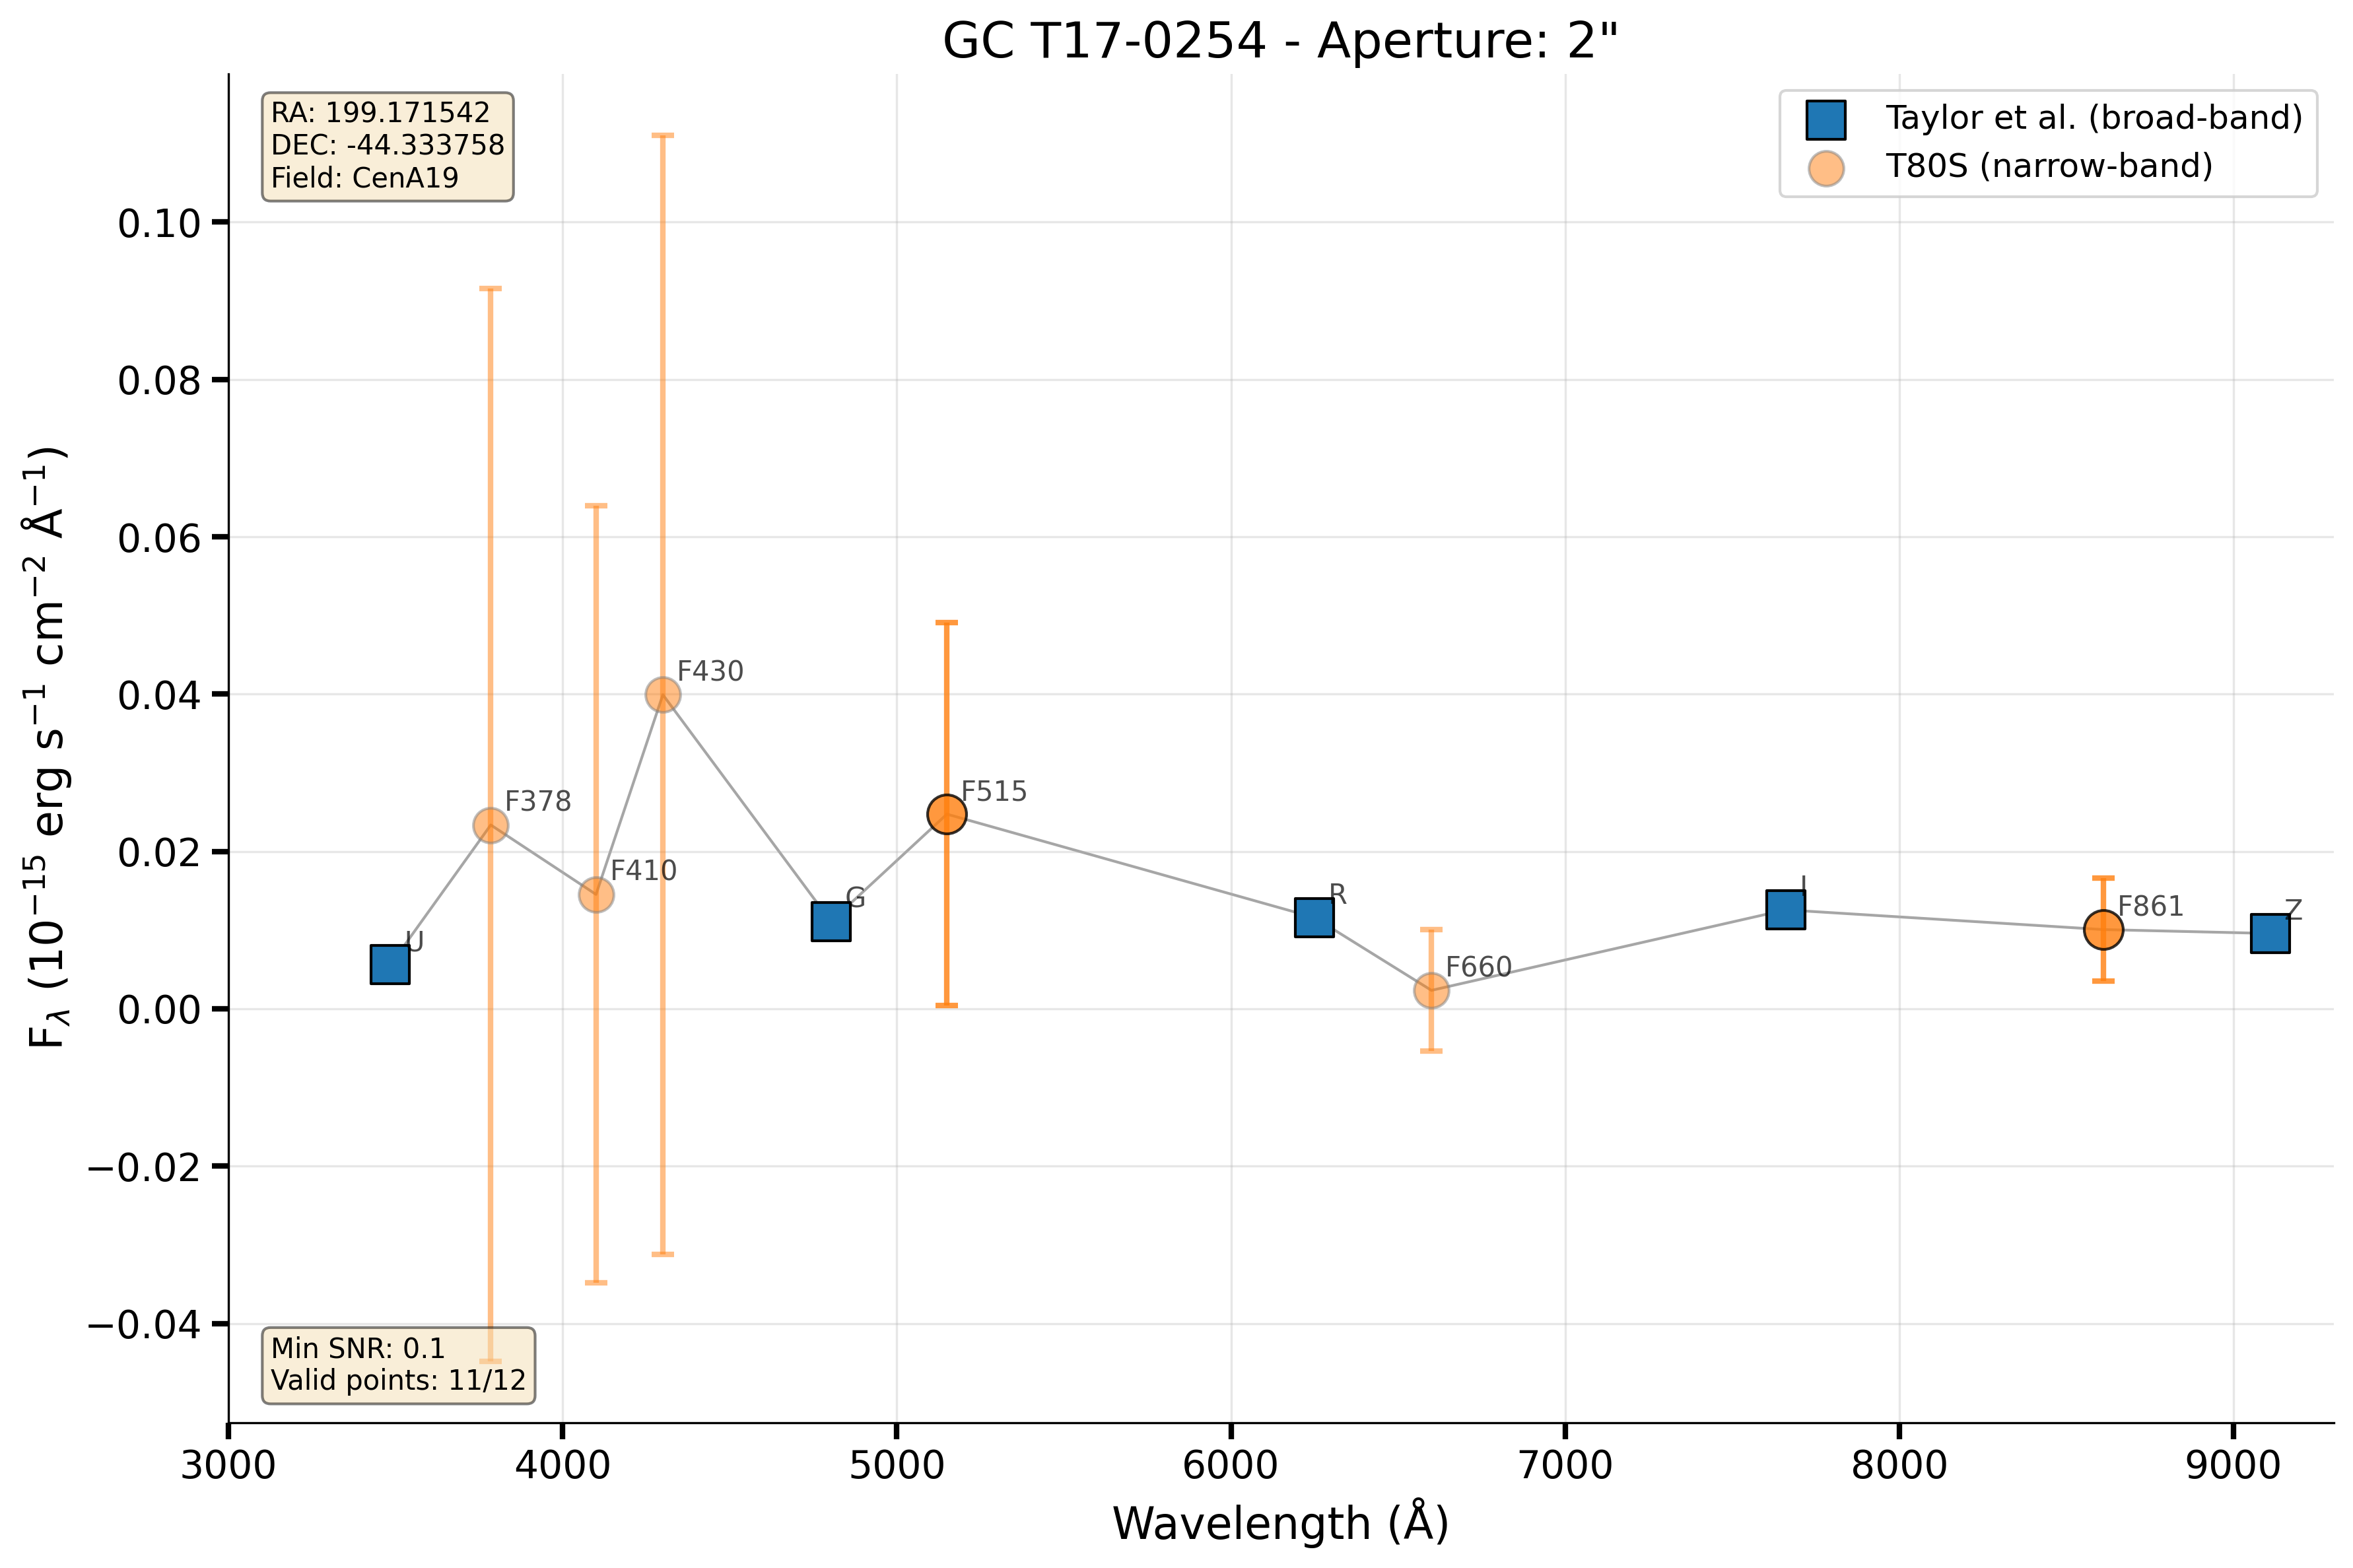 GC T17-0254 - Aperture: 2"
RA: 199.171542
DEC: -44.333758
Field: CenA19
Taylor et al. (broad-band)
T80S (narrow-band)
F_λ (10⁻¹⁵ erg s⁻¹ cm⁻² Å⁻¹)
0.10
0.08
0.06
0.04
0.02
0.00
−0.02
−0.04
U
F378
F410
F430
G
F515
R
F660
I
F861
Z
Min SNR: 0.1
Valid points: 11/12
3000 4000 5000 6000 7000 8000 9000
Wavelength (Å)